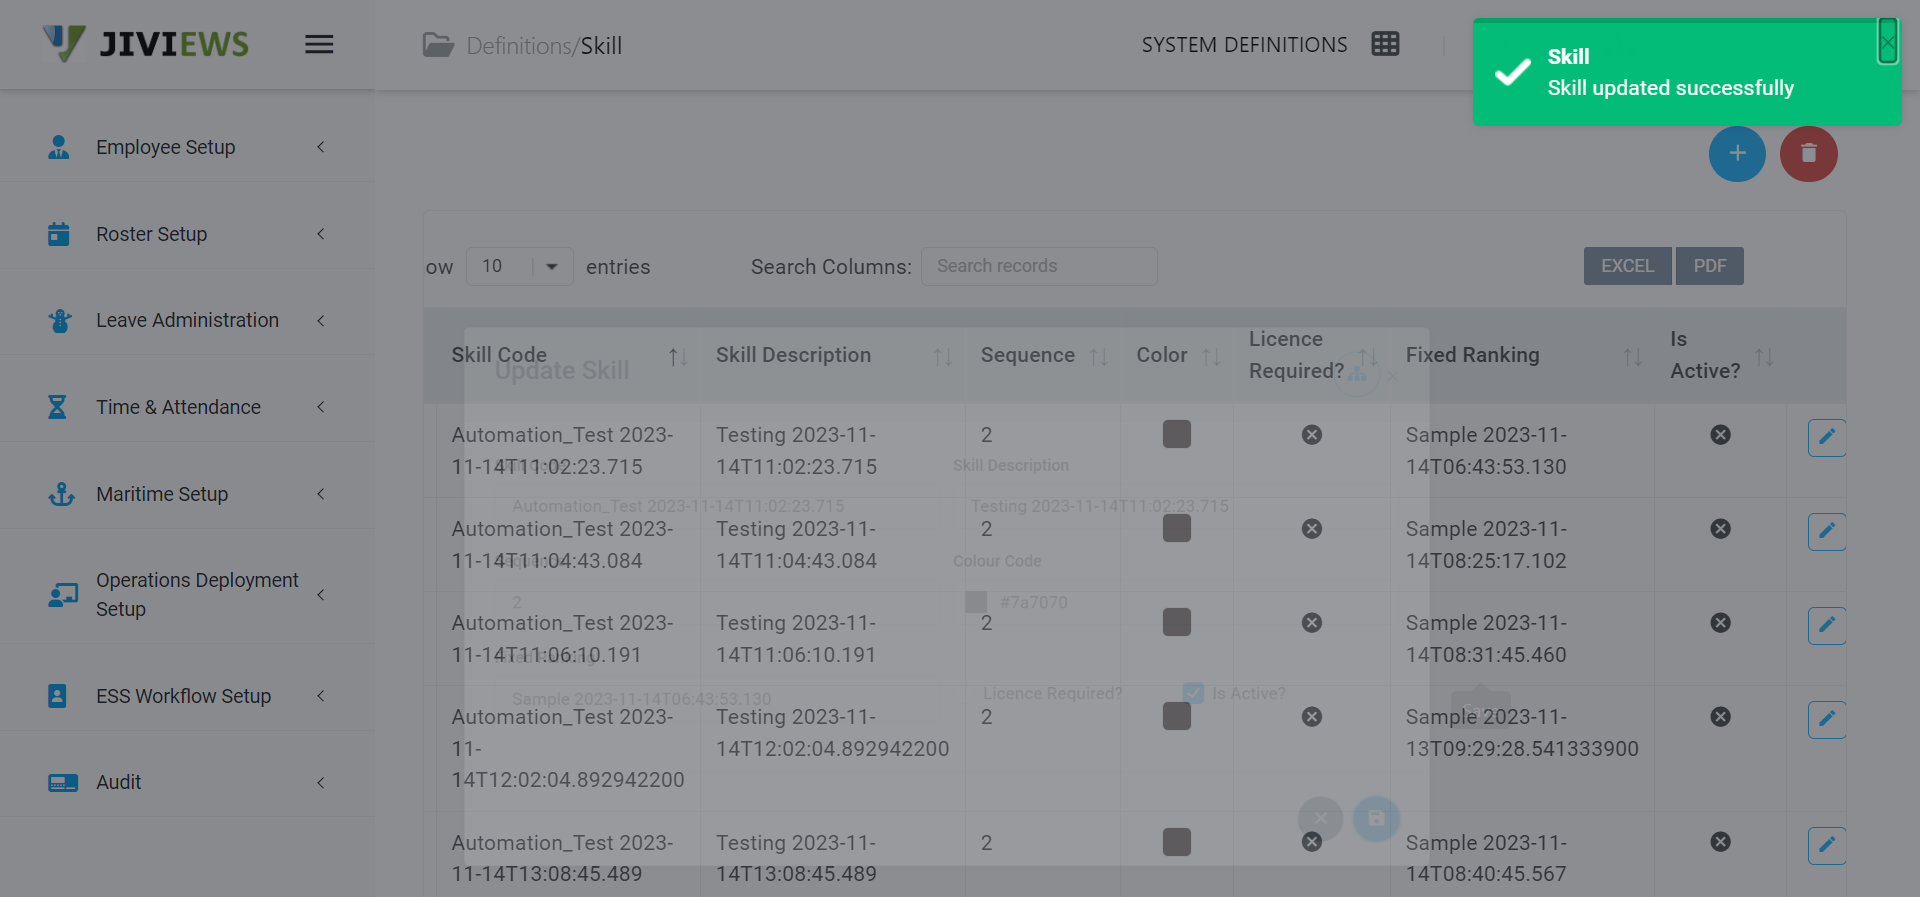 JIVIEWS
Definitions/Skill
SYSTEM DEFINITIONS
Skill
Skill updated successfully
Employee Setup
Roster Setup
Leave Administration
Time & Attendance
Maritime Setup
Operations Deployment
Setup
ESS Workflow Setup
Audit
ow 10 entries
Search Columns: Search records
EXCEL PDF
Skill Code
Skill Description
Sequence
Color
Licence
Required?
Fixed Ranking
Is
Active?
Automation_Test 2023-
11-14T11:02:23.715
Testing 2023-11-
14T11:02:23.715
2
Sample 2023-11-
14T06:43:53.130
Automation_Test 2023-
11-14T11:04:43.084
Testing 2023-11-
14T11:04:43.084
2
Sample 2023-11-
14T08:25:17.102
Automation_Test 2023-
11-14T11:06:10.191
Testing 2023-11-
14T11:06:10.191
2
Sample 2023-11-
14T08:31:45.460
Automation_Test 2023-
11-
14T12:02:04.892942200
Testing 2023-11-
14T12:02:04.892942200
2
Sample 2023-11-
13T09:29:28.541333900
Automation_Test 2023-
11-14T13:08:45.489
Testing 2023-11-
14T13:08:45.489
2
Sample 2023-11-
14T08:40:45.567
Update Skill
Skill Description
Automation_Test 2023-11-14T11:02:23.715
Testing 2023-11-14T11:02:23.715
Colour Code
2
#7a7070
Sample 2023-11-14T06:43:53.130
Licence Required?
Is Active?
Save